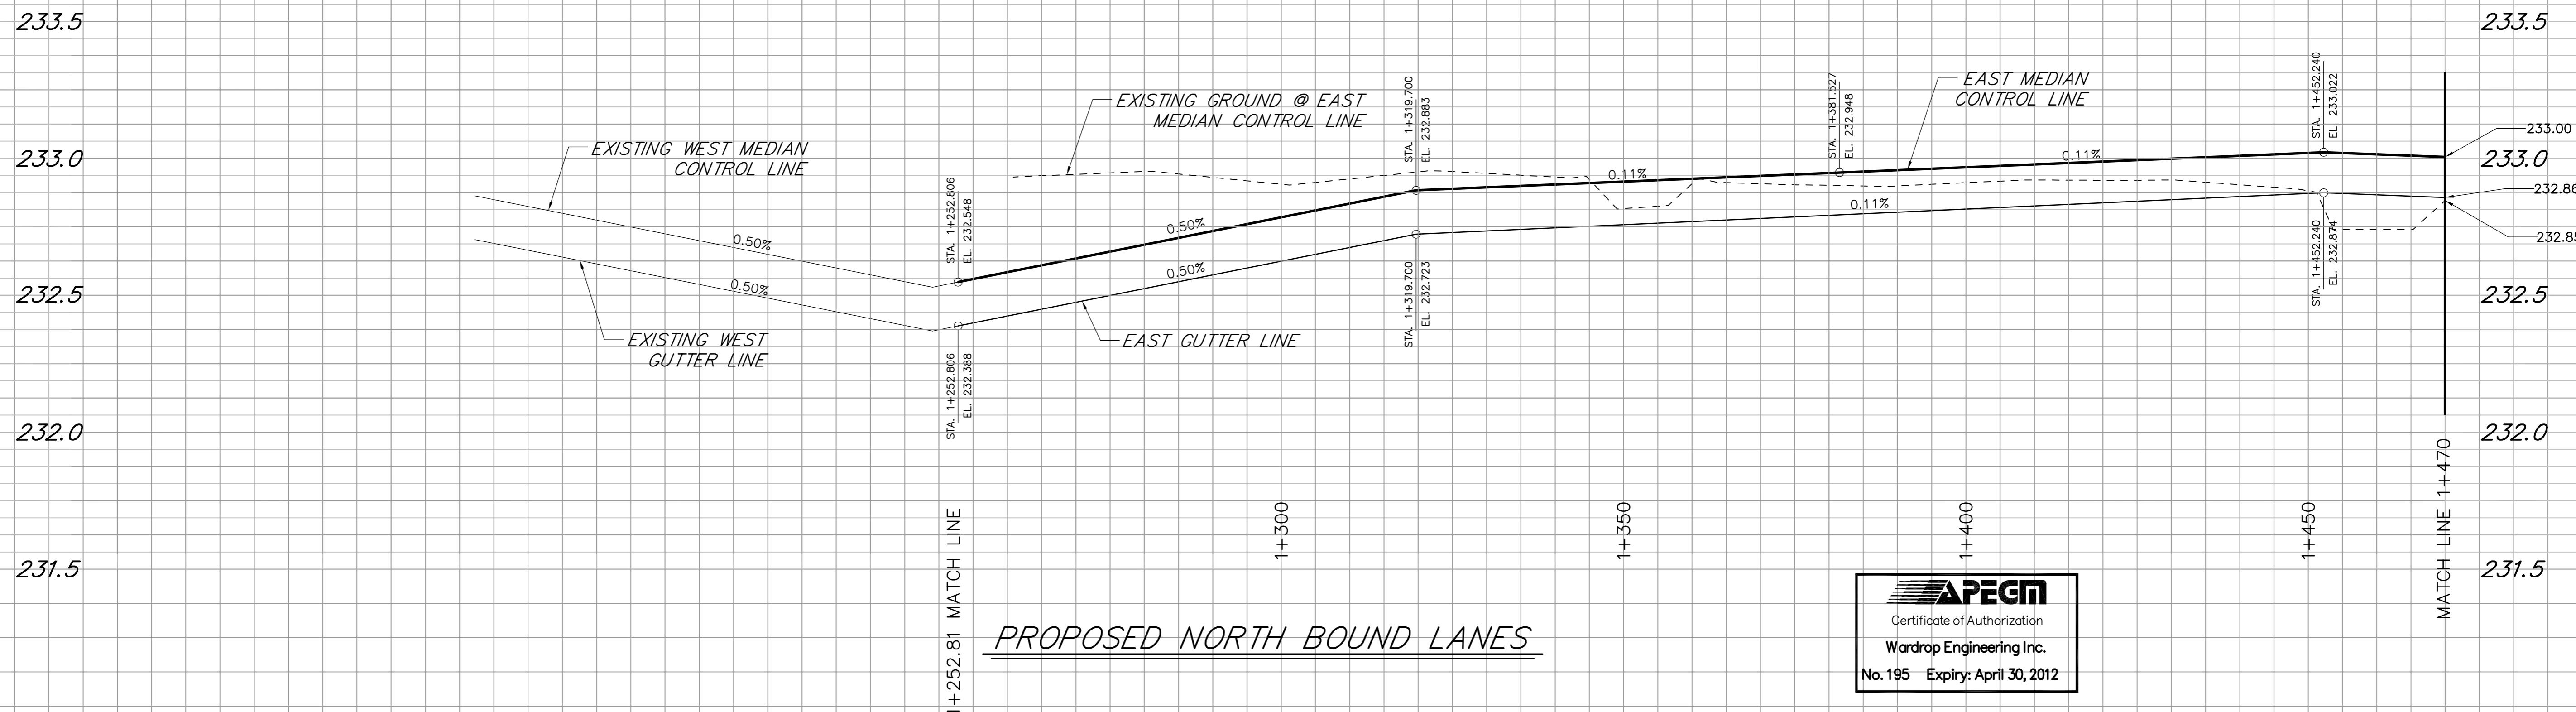 233.5
233.5
EAST MEDIAN
CONTROL LINE
EXISTING GROUND @ EAST
MEDIAN CONTROL LINE
STA. 1+319.700
EL. 232.883
STA. 1+381.527
EL. 232.948
STA. 1+452.240
EL. 233.022
233.00
EXISTING WEST MEDIAN
CONTROL LINE
233.0
233.0
0.11%
0.11%
STA. 1+252.806
EL. 232.548
232.86
0.11%
0.50%
0.50%
232.85
STA. 1+452.240
EL. 232.874
0.50%
0.50%
STA. 1+319.700
EL. 232.723
232.5
232.5
EXISTING WEST
GUTTER LINE
EAST GUTTER LINE
STA. 1+252.806
EL. 232.388
232.0
232.0
1+252.81 MATCH LINE
1+300
1+350
1+400
1+450
MATCH LINE 1+470
231.5
231.5
PROPOSED NORTH BOUND LANES
APEGM
Certificate of Authorization
Wardrop Engineering Inc.
No. 195 Expiry: April 30, 2012